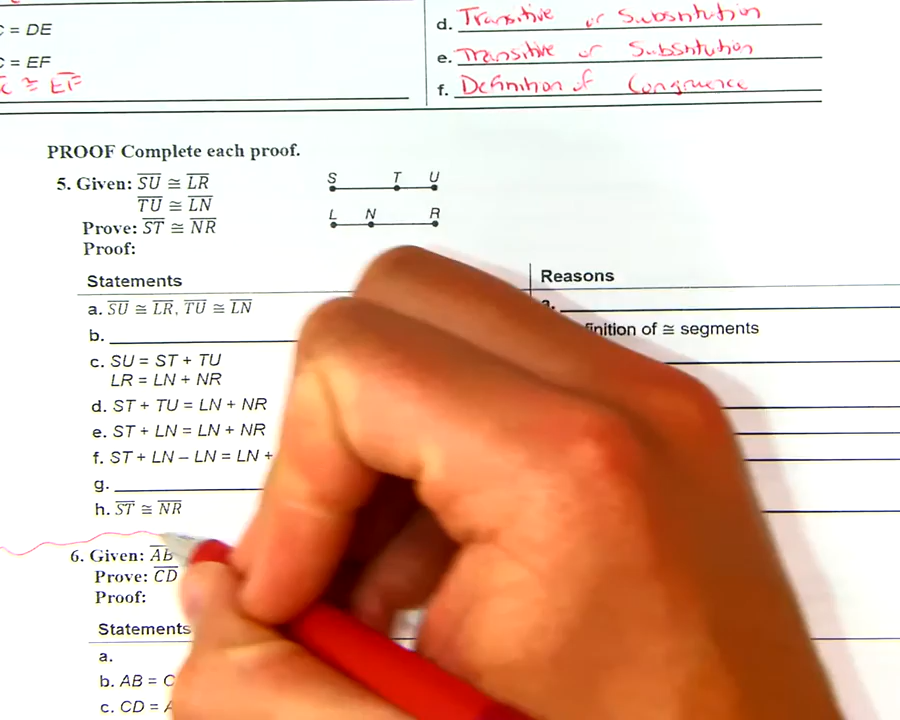 = DE
d. Transitive or Substitution
= EF
e. Transitive or Substitution
≅ EF
f. Definition of Congruence
PROOF Complete each proof.
5. Given: SU ≅ LR
TU ≅ LN
Prove: ST ≅ NR
Proof:
S T U
L N R
Statements Reasons
a. SU ≅ LR, TU ≅ LN
a.
b.
of ≅ segments
c. SU = ST + TU
LR = LN + NR
d. ST + TU = LN + NR
e. ST + LN = LN + NR
f. ST + LN – LN = LN +
g.
h. ST ≅ NR
6. Given: AB
Prove: CD
Proof:
Statements
a.
b. AB =
c. CD =